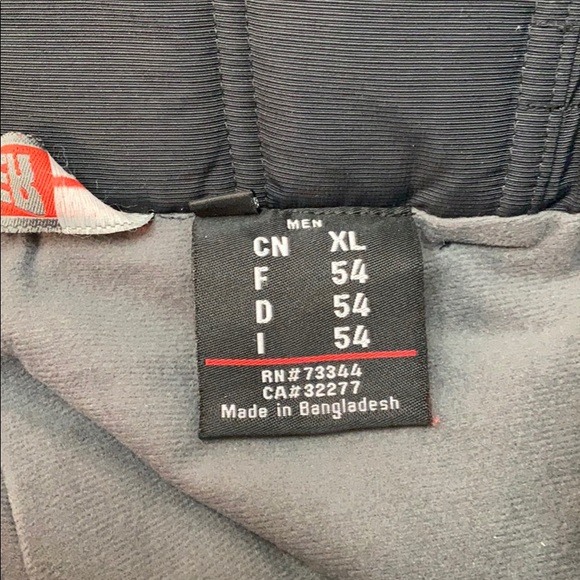 MEN
CN XL
F 54
D 54
I 54
RN#73344
CA#32277
Made in Bangladesh